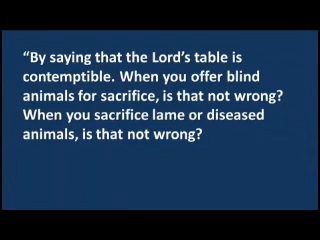 “By saying that the Lord’s table is
contemptible. When you offer blind
animals for sacrifice, is that not wrong?
When you sacrifice lame or diseased
animals, is that not wrong?